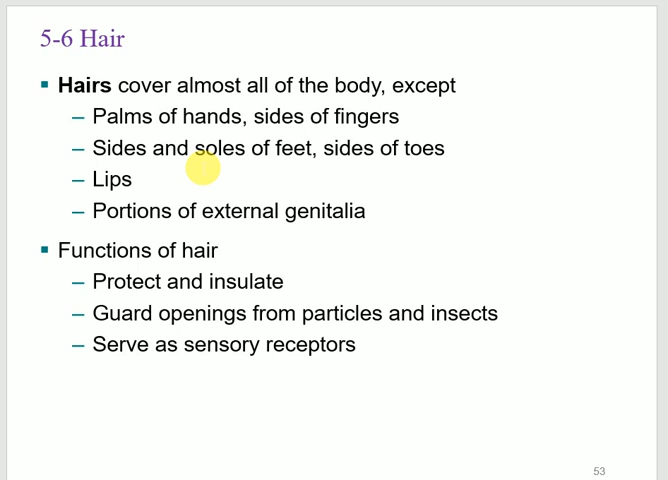 5-6 Hair
▪ Hairs cover almost all of the body, except
– Palms of hands, sides of fingers
– Sides and soles of feet, sides of toes
– Lips
– Portions of external genitalia
▪ Functions of hair
– Protect and insulate
– Guard openings from particles and insects
– Serve as sensory receptors
53